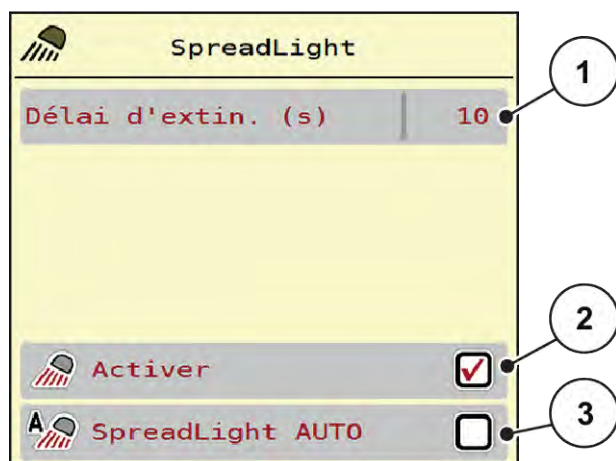 SpreadLight
Délai d'extin. (s) 10
1
Activer
2
A SpreadLight AUTO
3